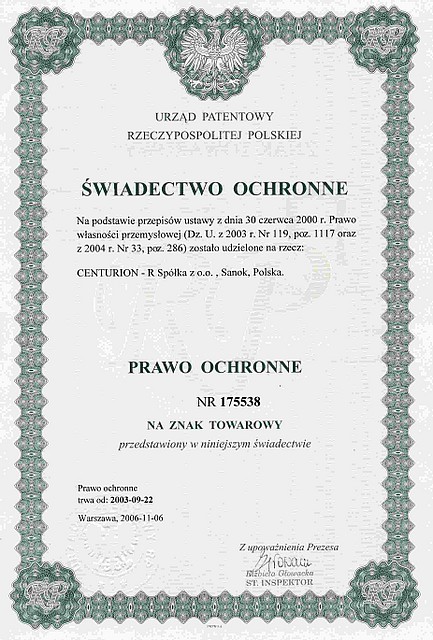 URZĄD PATENTOWY
RZECZYPOSPOLITEJ POLSKIEJ
ŚWIADECTWO OCHRONNE
Na podstawie przepisów ustawy z dnia 30 czerwca 2000 r. Prawo
własności przemysłowej (Dz. U. z 2003 r. Nr 119, poz. 1117 oraz
z 2004 r. Nr 33, poz. 286) zostało udzielone na rzecz:
CENTURION - R Spółka z o.o. , Sanok, Polska.
PRAWO OCHRONNE
NR 175538
NA ZNAK TOWAROWY
przedstawiony w niniejszym świadectwie
Prawo ochronne
trwa od: 2003-09-22
Warszawa, 2006-11-06
Z upoważnienia Prezesa
Elżbieta Głowacka
ST. INSPEKTOR